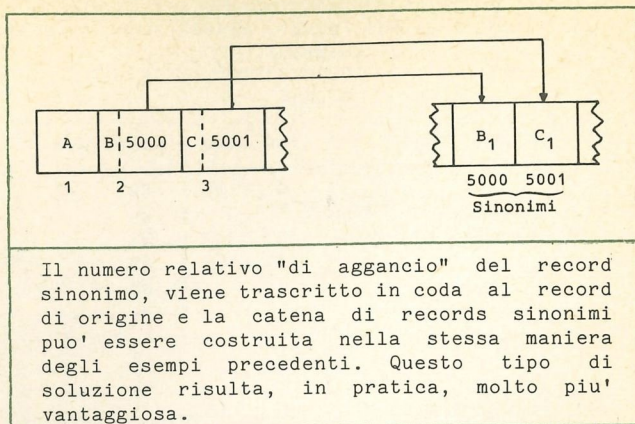 A B 5000 C 5001 B1 C1
1 2 3 5000 5001
Sinonimi
Il numero relativo "di aggancio" del record
sinonimo, viene trascritto in coda al record
di origine e la catena di records sinonimi
puo' essere costruita nella stessa maniera
degli esempi precedenti. Questo tipo di
soluzione risulta, in pratica, molto piu'
vantaggiosa.